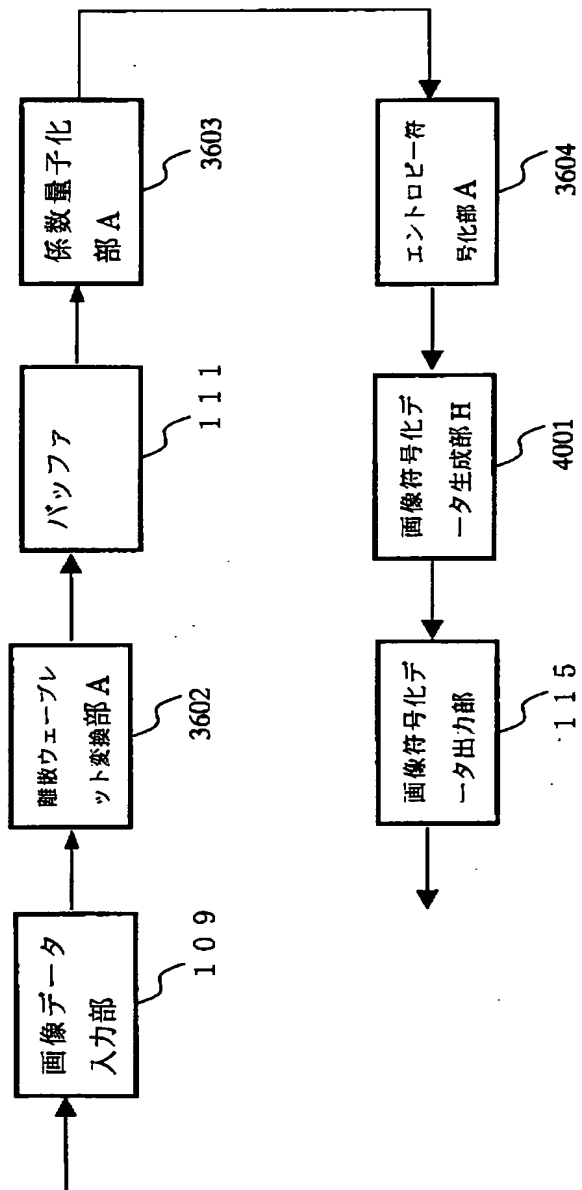 画像データ
入力部
109
離散ウェーブレ
ット変換部A
3602
バッファ
111
係数量子化
部A
3603
エントロピー符
号化部A
3604
画像符号化デ
ータ生成部H
4001
画像符号化デ
ータ出力部
115